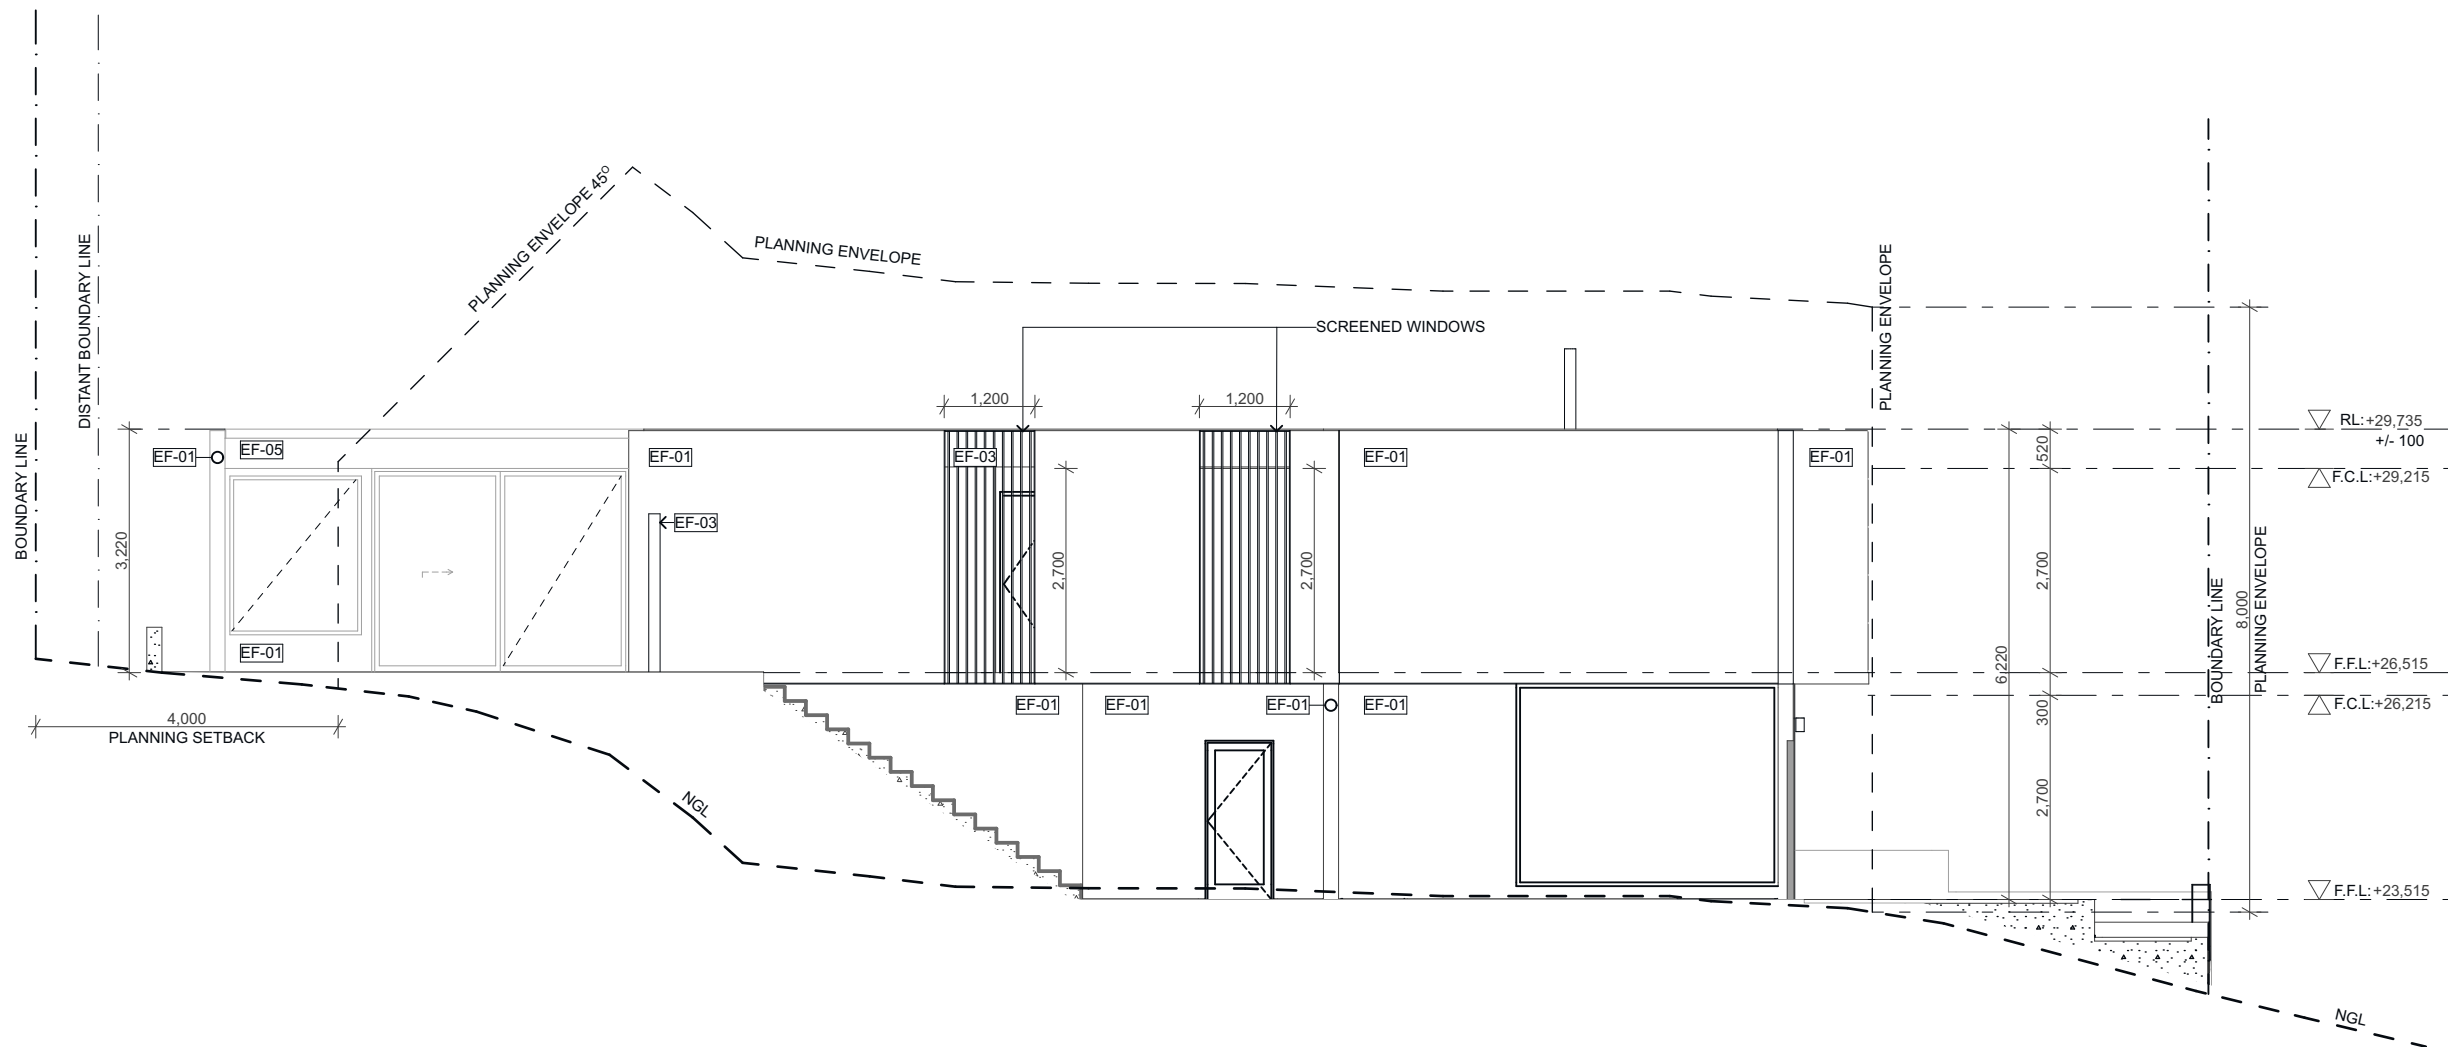 PLANNING ENVELOPE 45°
PLANNING ENVELOPE
DISTANT BOUNDARY LINE
PLANNING ENVELOPE
SCREENED WINDOWS
1,200
1,200
RL:+29,735
+/- 100
EF-01
EF-05
EF-01
EF-03
EF-01
EF-01
520
F.C.L:+29,215
BOUNDARY LINE
3,220
EF-03
2,700
2,700
2,700
BOUNDARY LINE
8,000
PLANNING ENVELOPE
EF-01
6,220
F.F.L:+26,515
EF-01
EF-01
EF-01
EF-01
300
F.C.L:+26,215
4,000
PLANNING SETBACK
NGL
2,700
F.F.L:+23,515
NGL